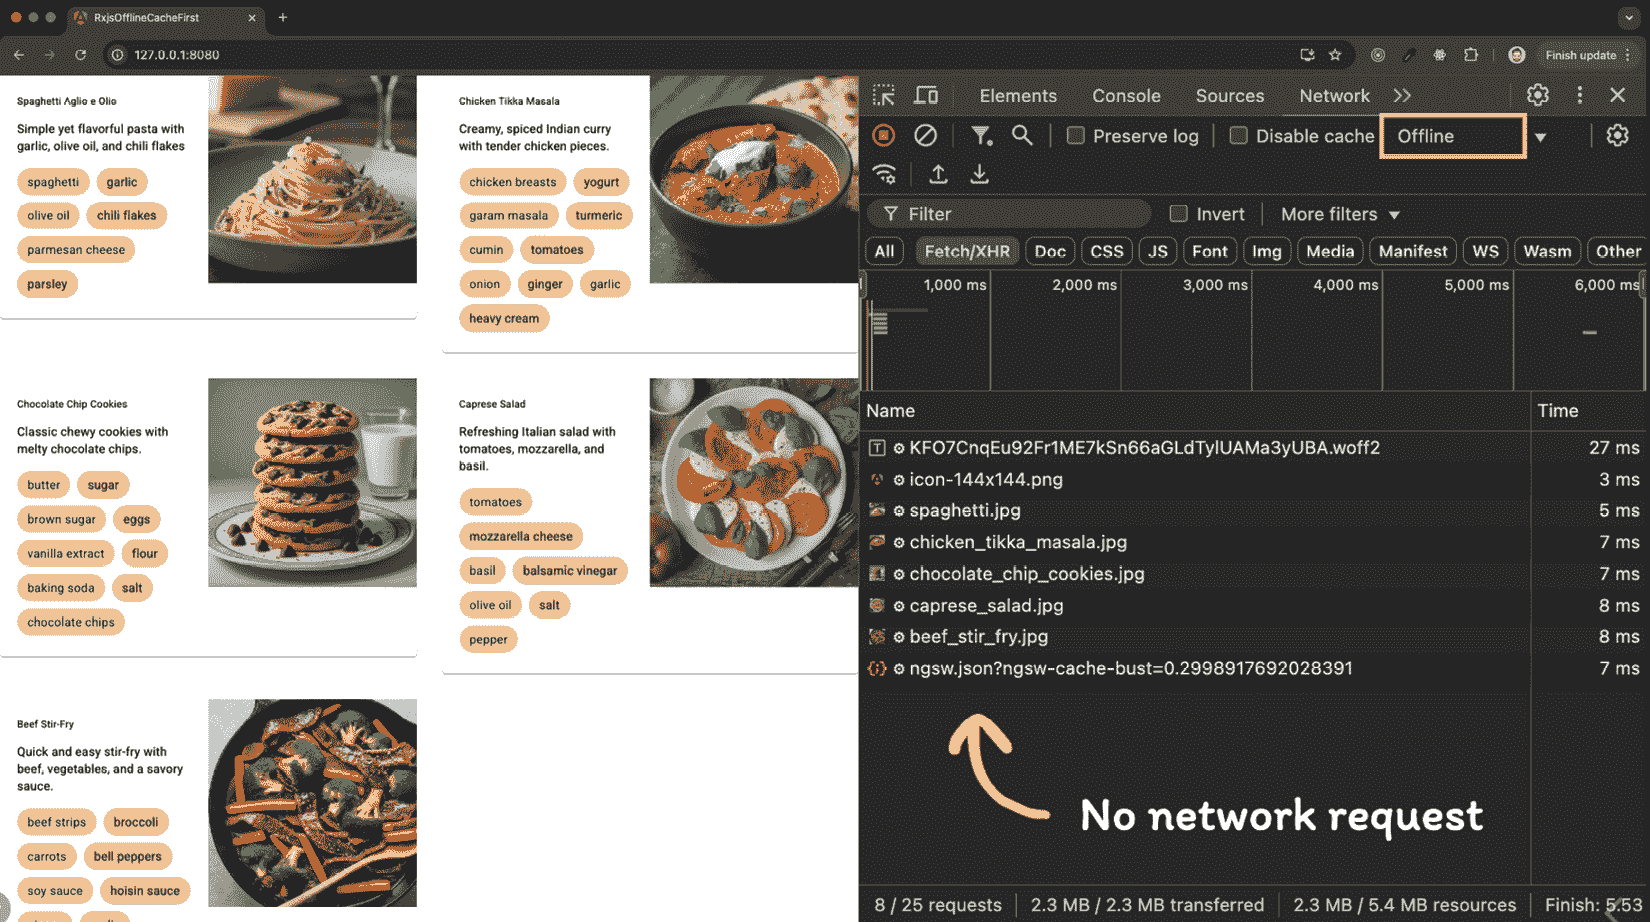 RxjsOfflineCacheFirst
127.0.0.1:8080
Finish update
Spaghetti Aglio e Olio
Simple yet flavorful pasta with
garlic, olive oil, and chili flakes
spaghetti garlic
olive oil chili flakes
parmesan cheese
parsley
Chicken Tikka Masala
Creamy, spiced Indian curry
with tender chicken pieces.
chicken breasts yogurt
garam masala turmeric
cumin tomatoes
onion ginger garlic
heavy cream
Chocolate Chip Cookies
Classic chewy cookies with
melty chocolate chips.
butter sugar
brown sugar eggs
vanilla extract flour
baking soda salt
chocolate chips
Caprese Salad
Refreshing Italian salad with
tomatoes, mozzarella, and
basil.
tomatoes
mozzarella cheese
basil balsamic vinegar
olive oil salt
pepper
Beef Stir-Fry
Quick and easy stir-fry with
beef, vegetables, and a savory
sauce.
beef strips broccoli
carrots bell peppers
soy sauce hoisin sauce
Elements Console Sources Network
Preserve log Disable cache Offline
Filter Invert More filters
All Fetch/XHR Doc CSS JS Font Img Media Manifest WS Wasm Other
1,000 ms 2,000 ms 3,000 ms 4,000 ms 5,000 ms 6,000 ms
Name Time
KFO7CnqEu92Fr1ME7kSn66aGLdTylUAMa3yUBA.woff2 27 ms
icon-144x144.png 3 ms
spaghetti.jpg 5 ms
chicken_tikka_masala.jpg 7 ms
chocolate_chip_cookies.jpg 7 ms
caprese_salad.jpg 8 ms
beef_stir_fry.jpg 8 ms
ngsw.json?ngsw-cache-bust=0.2998917692028391 7 ms
No network request
8 / 25 requests 2.3 MB / 2.3 MB transferred 2.3 MB / 5.4 MB resources Finish: 5.53